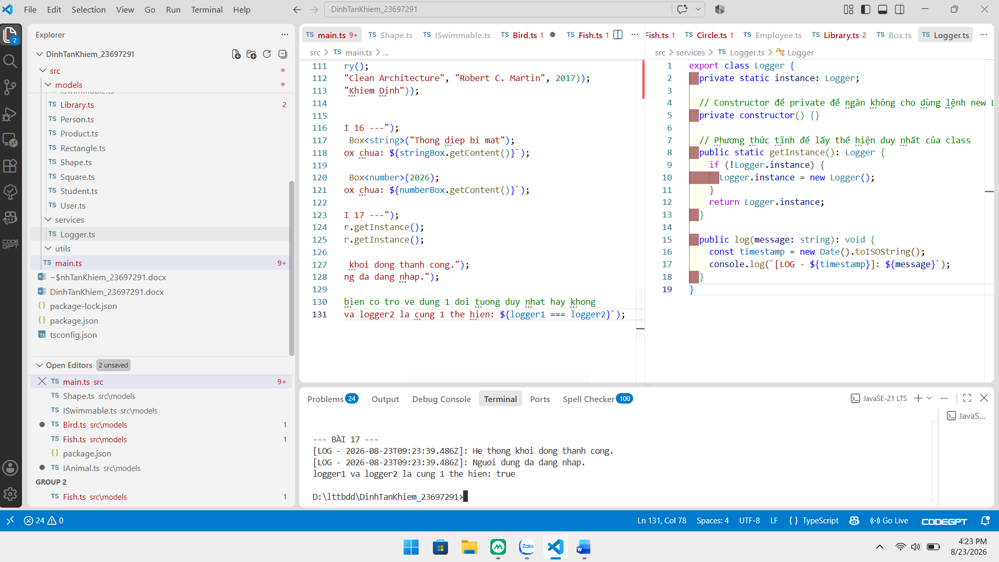 File Edit Selection View Go Run Terminal Help
DinhTanKhiem_23697291
Explorer
DinhTanKhiem_23697291
src
models
Library.ts 2
Person.ts
Product.ts
Rectangle.ts
Shape.ts
Square.ts
Student.ts
User.ts
services
Logger.ts
utils
main.ts 9+
~$nhTanKhiem_23697291.docx
DinhTanKhiem_23697291.docx
package-lock.json
package.json
tsconfig.json
Open Editors 2 unsaved
main.ts src 9+
Shape.ts src\models
ISwimmable.ts src\models
Bird.ts src\models 1
Fish.ts src\models 1
package.json
IAnimal.ts src\models
GROUP 2
Fish.ts src\models 1
main.ts 9+ Shape.ts ISwimmable.ts Bird.ts 1 Fish.ts 1
src > main.ts > ...
111 ry();
112 "Clean Architecture", "Robert C. Martin", 2017));
113 "Khiem Dinh"));
114
115
116 I 16 ---");
117 Box<string>("Thong diep bi mat");
118 ox chua: ${stringBox.getContent()}`);
119
120 Box<number>(2026);
121 ox chua: ${numberBox.getContent()}`);
122
123 I 17 ---");
124 r.getInstance();
125 r.getInstance();
126
127 khoi dong thanh cong.");
128 ng da dang nhap.");
129
130 bien co tro ve dung 1 doi tuong duy nhat hay khong
131 va logger2 la cung 1 the hien: ${logger1 === logger2}`);
Fish.ts 1 Circle.ts 1 Employee.ts Library.ts 2 Box.ts Logger.ts
src > services > Logger.ts > Logger
1 export class Logger {
2 private static instance: Logger;
3
4 // Constructor để private để ngăn không cho dùng lệnh new L
5 private constructor() {}
6
7 // Phương thức tĩnh để lấy thể hiện duy nhất của class
8 public static getInstance(): Logger {
9 if (!Logger.instance) {
10 Logger.instance = new Logger();
11 }
12 return Logger.instance;
13 }
14
15 public log(message: string): void {
16 const timestamp = new Date().toISOString();
17 console.log(`[LOG - ${timestamp}]: ${message}`);
18 }
19 }
Problems 24 Output Debug Console Terminal Ports Spell Checker 100
JavaSE-21 LTS
JavaS...
--- BÀI 17 ---
[LOG - 2026-08-23T09:23:39.486Z]: He thong khoi dong thanh cong.
[LOG - 2026-08-23T09:23:39.486Z]: Nguoi dung da dang nhap.
logger1 va logger2 la cung 1 the hien: true
D:\lttbdd\DinhTanKhiem_23697291>
24 0
Ln 131, Col 78 Spaces: 4 UTF-8 LF { } TypeScript Go Live CODEGPT
CODE GPT
2
Zalo
4:23 PM
8/23/2026